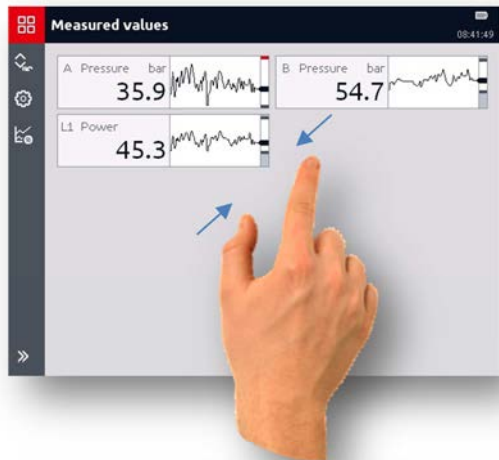 Measured values
08:41:49
A Pressure bar
35.9
B Pressure bar
54.7
L1 Power
45.3